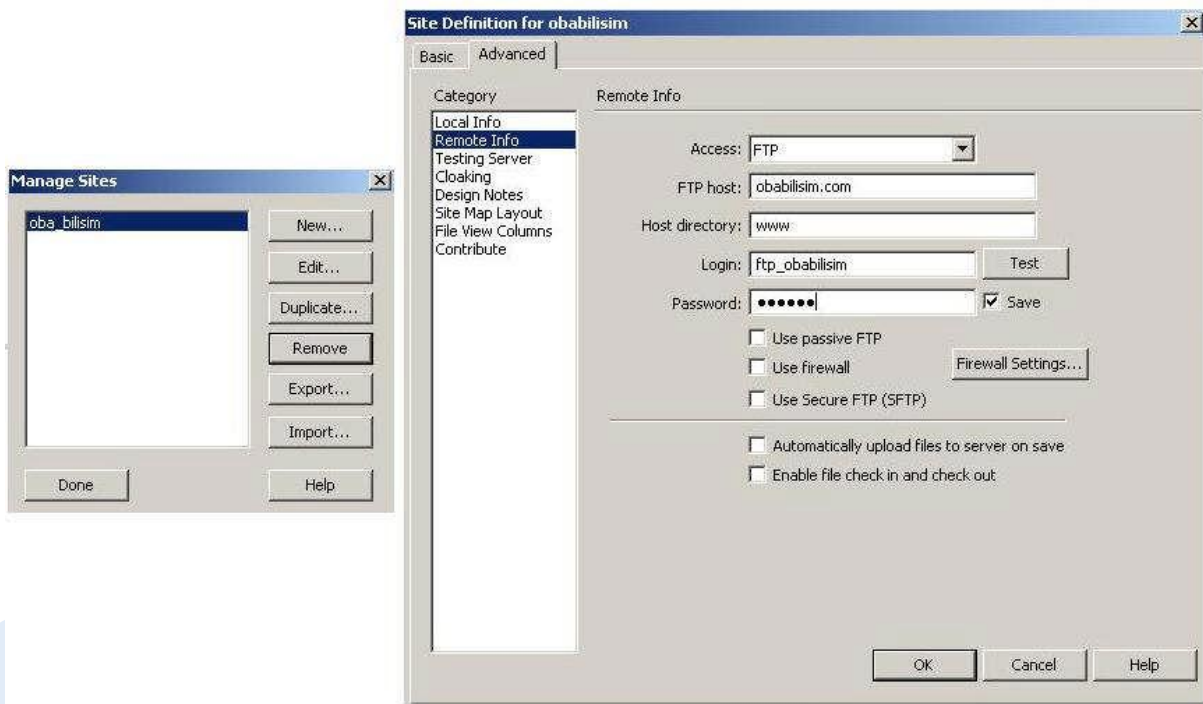 Manage Sites
oba_bilisim
New...
Edit...
Duplicate...
Remove
Export...
Import...
Done
Help
Site Definition for obabilisim
Basic
Advanced
Category
Local Info
Remote Info
Testing Server
Cloaking
Design Notes
Site Map Layout
File View Columns
Contribute
Remote Info
Access: FTP
FTP host: obabilisim.com
Host directory: www
Login: ftp_obabilisim Test
Password: ●●●●●● Save
Use passive FTP
Use firewall Firewall Settings...
Use Secure FTP (SFTP)
Automatically upload files to server on save
Enable file check in and check out
OK Cancel Help